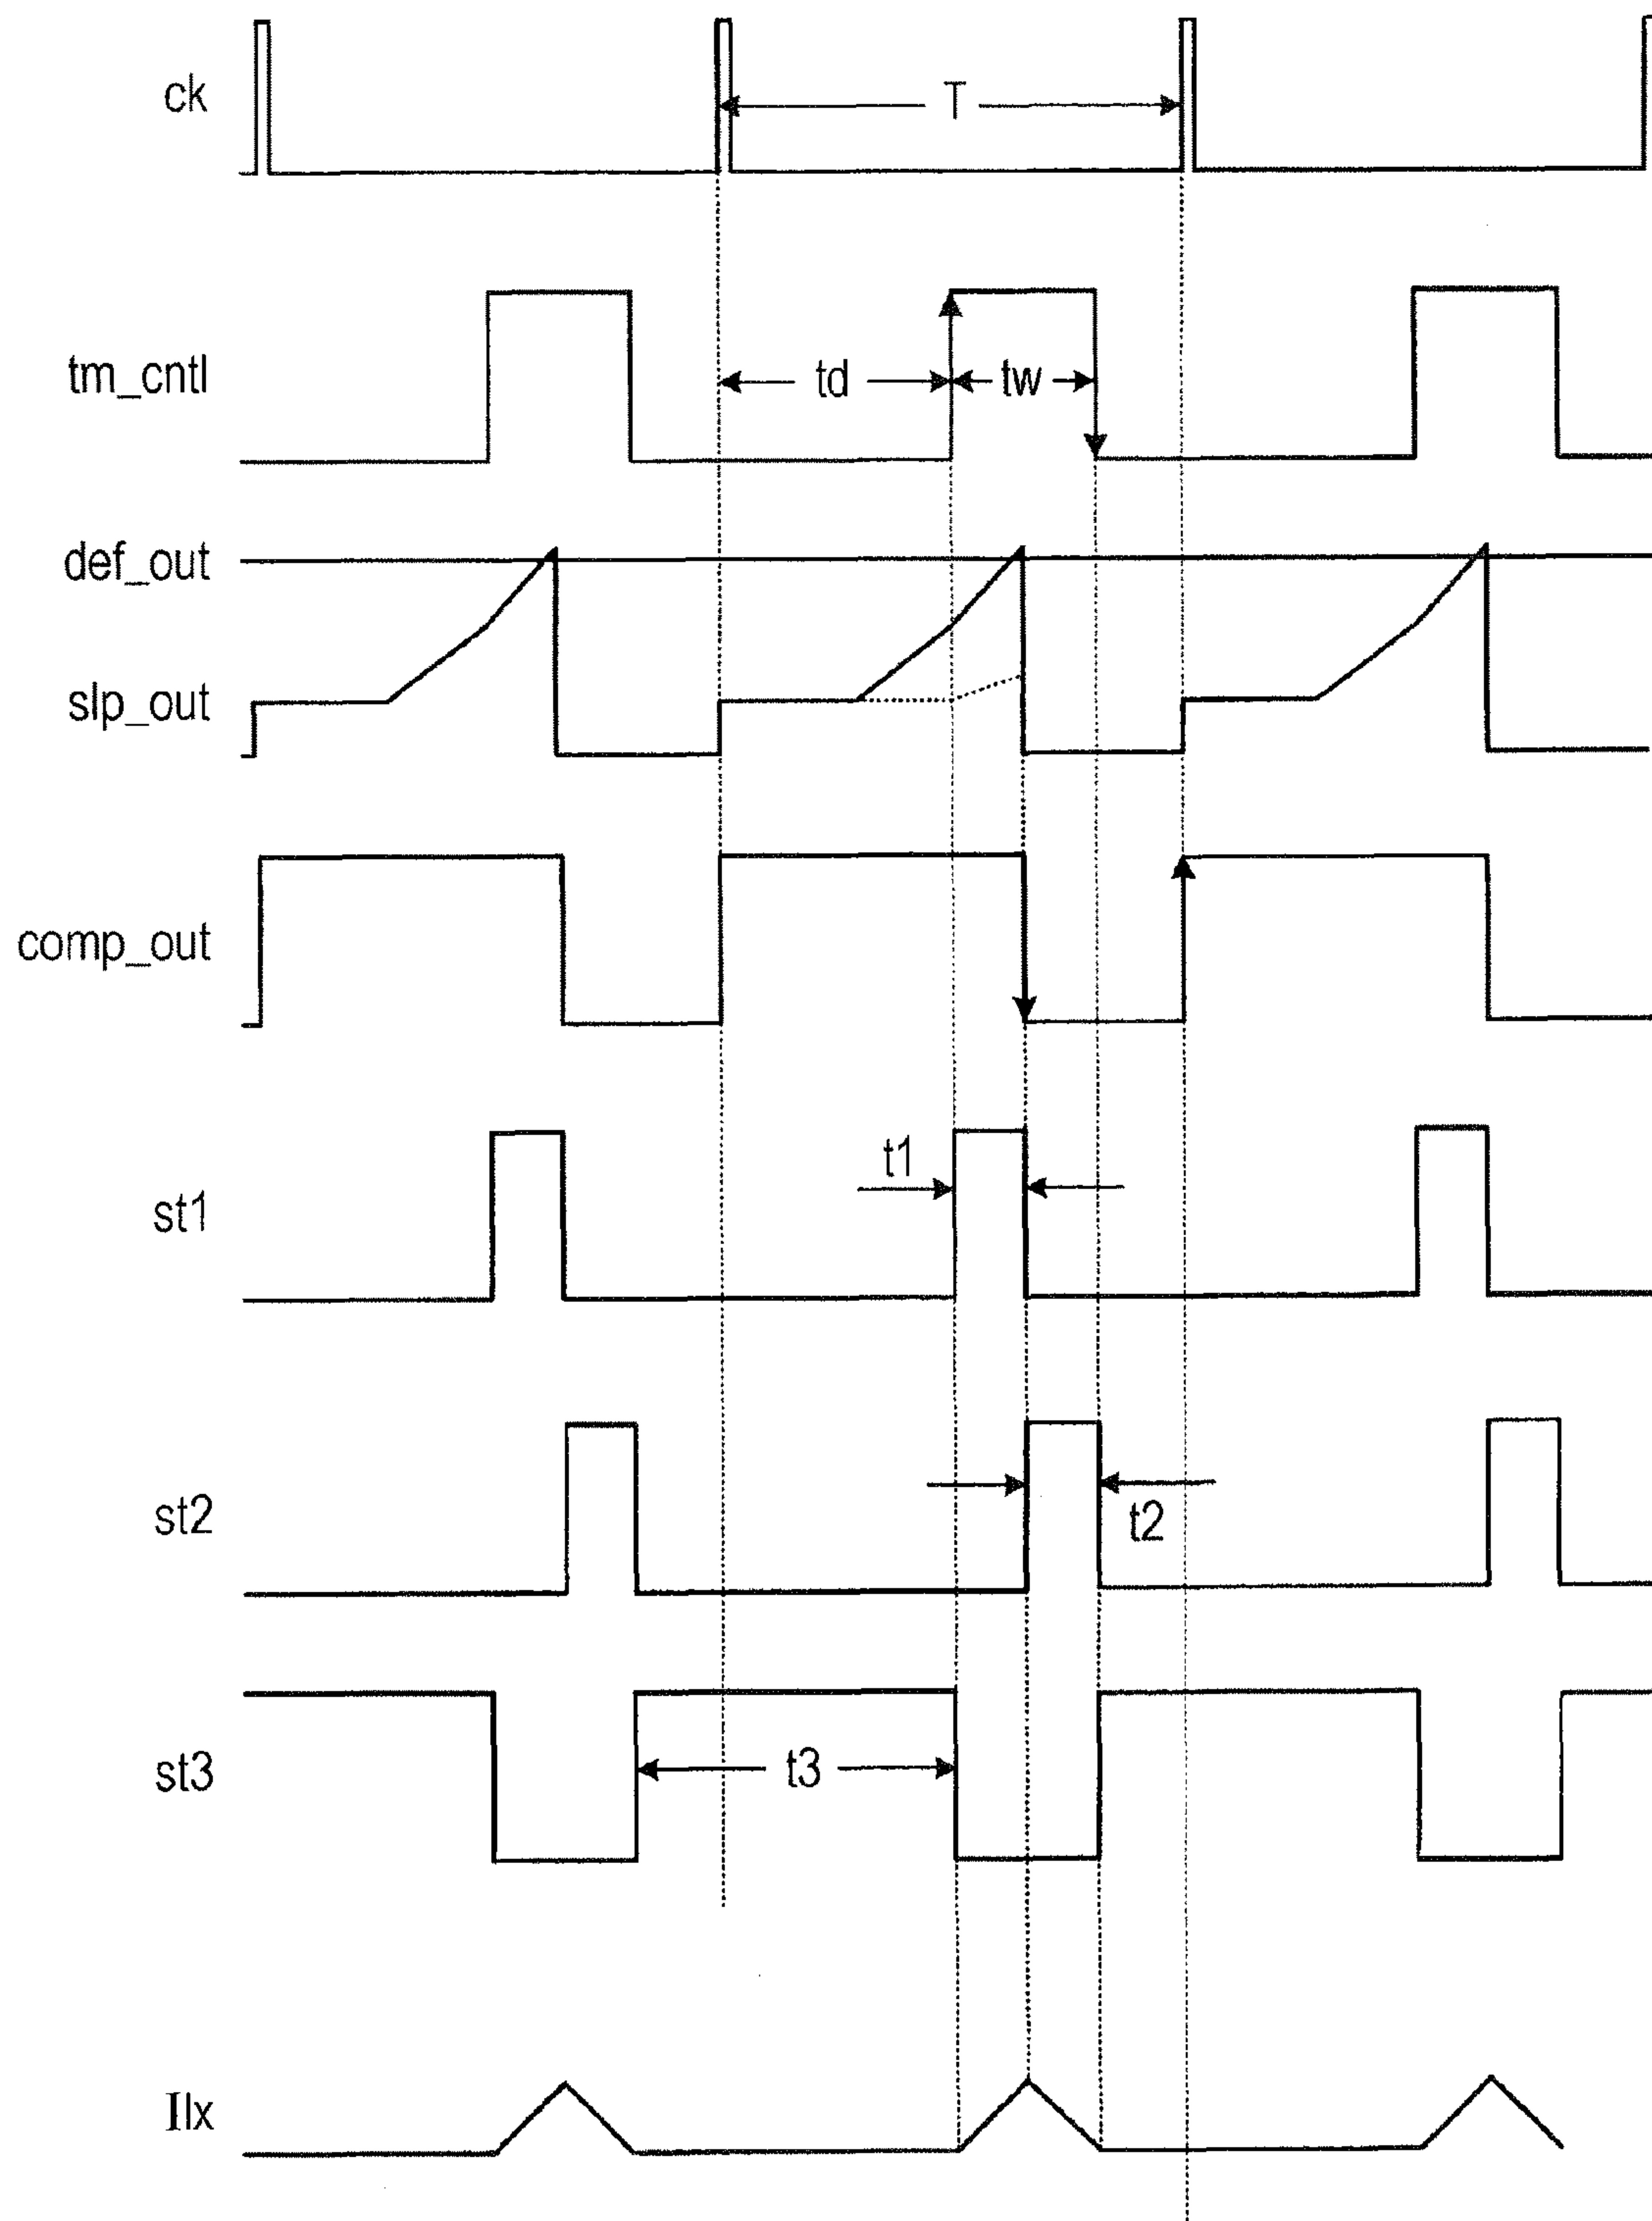 ck
T
tm_cntl
td
tw
def_out
slp_out
comp_out
t1
st1
st2
t2
st3
t3
Ilx